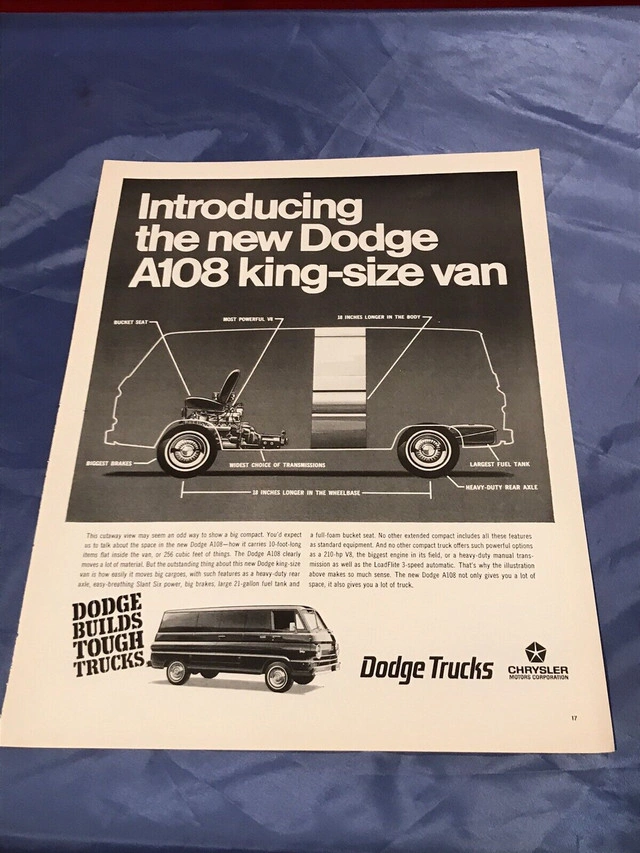 Introducing
the new Dodge
A108 king-size van
BUCKET SEAT
MOST POWERFUL V8
18 INCHES LONGER IN THE BODY
BIGGEST BRAKES
WIDEST CHOICE OF TRANSMISSIONS
LARGEST FUEL TANK
HEAVY-DUTY REAR AXLE
18 INCHES LONGER IN THE WHEELBASE
This cutaway view may seem an odd way to show a big compact. You'd expect
us to talk about the space in the new Dodge A108—how it carries 10-foot-long
items flat inside the van, or 256 cubic feet of things. The Dodge A108 clearly
moves a lot of material. But the outstanding thing about this new Dodge king-size
van is how easily it moves big cargoes, with such features as a heavy-duty rear
axle, easy-breathing Slant Six power, big brakes, large 21-gallon fuel tank and
a full-foam bucket seat. No other extended compact includes all these features
as standard equipment. And no other compact truck offers such powerful options
as a 210-hp V8, the biggest engine in its field, or a heavy-duty manual trans-
mission as well as the LoadFlite 3-speed automatic. That's why the illustration
above makes so much sense. The new Dodge A108 not only gives you a lot of
space, it also gives you a lot of truck.
DODGE
BUILDS
TOUGH
TRUCKS
Dodge Trucks
CHRYSLER
MOTORS CORPORATION
17